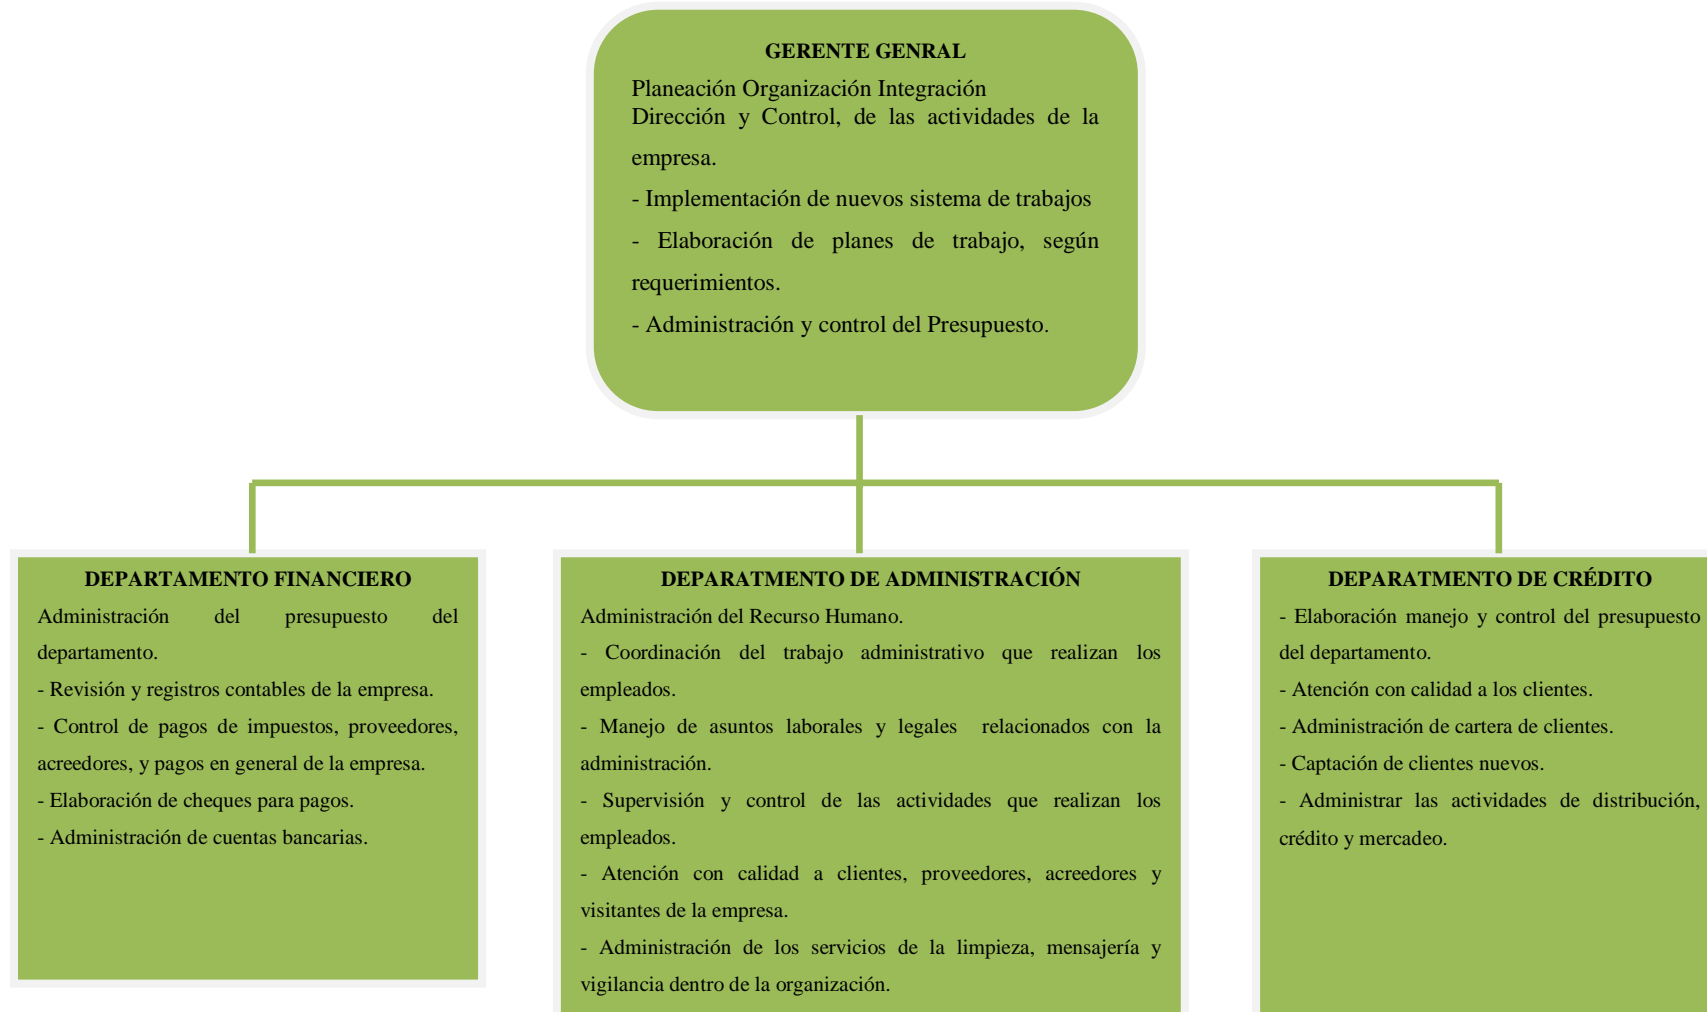 GERENTE GENRAL
Planeación Organización Integración
Dirección y Control, de las actividades de la
empresa.
- Implementación de nuevos sistema de trabajos
- Elaboración de planes de trabajo, según
requerimientos.
- Administración y control del Presupuesto.
DEPARTAMENTO FINANCIERO
Administración del presupuesto del
departamento.
- Revisión y registros contables de la empresa.
- Control de pagos de impuestos, proveedores,
acreedores, y pagos en general de la empresa.
- Elaboración de cheques para pagos.
- Administración de cuentas bancarias.
DEPARATMENTO DE ADMINISTRACIÓN
Administración del Recurso Humano.
- Coordinación del trabajo administrativo que realizan los
empleados.
- Manejo de asuntos laborales y legales relacionados con la
administración.
- Supervisión y control de las actividades que realizan los
empleados.
- Atención con calidad a clientes, proveedores, acreedores y
visitantes de la empresa.
- Administración de los servicios de la limpieza, mensajería y
vigilancia dentro de la organización.
DEPARATMENTO DE CRÉDITO
- Elaboración manejo y control del presupuesto
del departamento.
- Atención con calidad a los clientes.
- Administración de cartera de clientes.
- Captación de clientes nuevos.
- Administrar las actividades de distribución,
crédito y mercadeo.